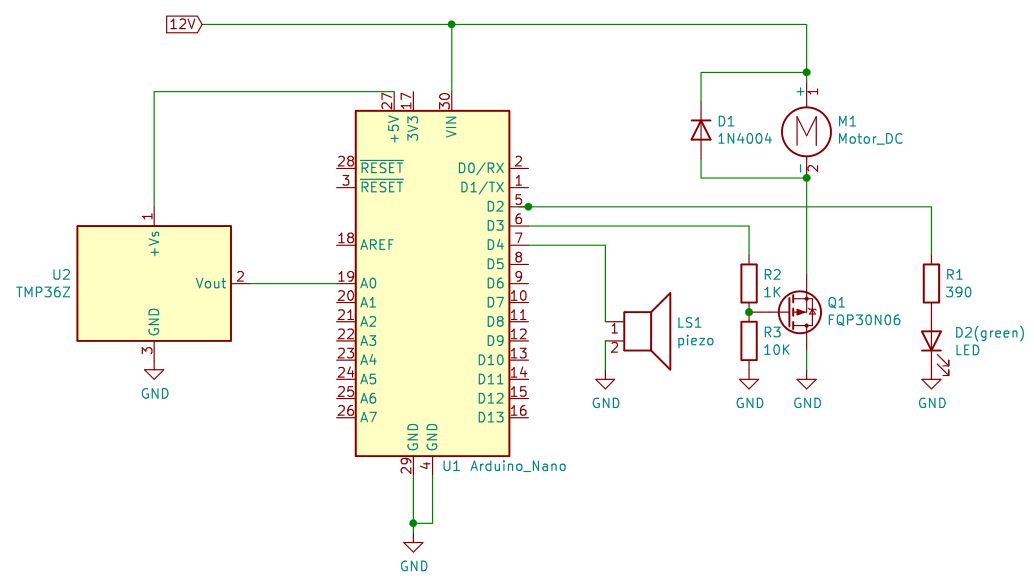 12V
27
17
30
+5V
3V3
VIN
28
RESET
3
RESET
18
AREF
19
A0
20
A1
21
A2
22
A3
23
A4
24
A5
25
A6
26
A7
D0/RX
2
D1/TX
1
D2
5
D3
6
D4
7
D5
8
D6
9
D7
10
D8
11
D9
12
D10
13
D11
14
D12
15
D13
16
GND
GND
29
4
U1 Arduino_Nano
GND
U2
TMP36Z
1
+Vs
Vout
2
GND
3
GND
D1
1N4004
+
1
M
M1
Motor_DC
-
2
1
2
LS1
piezo
GND
R2
1K
R3
10K
GND
Q1
FQP30N06
GND
R1
390
D2(green)
LED
GND